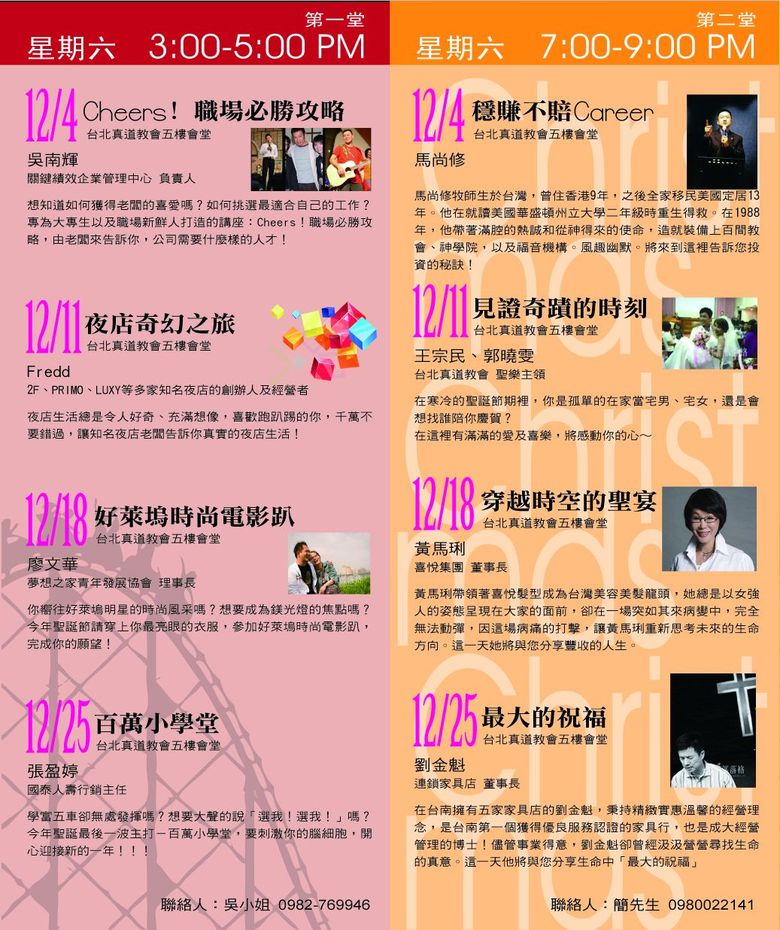 第一堂
星期六 3:00-5:00 PM
12/4 Cheers! 職場必勝攻略
台北真道教會五樓會堂
吳南輝
關鍵績效企業管理中心 負責人
想知道如何獲得老闆的喜愛嗎？如何挑選最適合自己的工作？
專為大專生以及職場新鮮人打造的講座：Cheers！職場必勝攻
略，由老闆來告訴你，公司需要什麼樣的人才！
12/11 夜店奇幻之旅
台北真道教會五樓會堂
Fredd
2F、PRIMO、LUXY等多家知名夜店的創辦人及經營者
夜店生活總是令人好奇、充滿想像，喜歡跑趴踢的你，千萬不
要錯過，讓知名夜店老闆告訴你真實的夜店生活！
12/18 好萊塢時尚電影趴
台北真道教會五樓會堂
廖文華
夢想之家青年發展協會 理事長
你嚮往好萊塢明星的時尚風采嗎？想要成為鎂光燈的焦點嗎？
今年聖誕節請穿上你最亮眼的衣服，參加好萊塢時尚電影趴，
完成你的願望！
12/25 百萬小學堂
台北真道教會五樓會堂
張盈婷
國泰人壽行銷主任
學富五車卻無處發揮嗎？想要大聲的說「選我！選我！」嗎？
今年聖誕最後一波主打－百萬小學堂，要刺激你的腦細胞，開
心迎接新的一年！！！
聯絡人：吳小姐 0982-769946
第二堂
星期六 7:00-9:00 PM
12/4 穩賺不賠Career
台北真道教會五樓會堂
馬尚修
馬尚修牧師生於台灣，曾住香港9年，之後全家移民美國定居13
年。他在就讀美國華盛頓州立大學二年級時重生得救。在1988
年，他帶著滿腔的熱誠和從神得來的使命，造就裝備上百間教
會、神學院，以及福音機構。風趣幽默。將來到這裡告訴您投
資的秘訣！
12/11 見證奇蹟的時刻
台北真道教會五樓會堂
王宗民、郭曉雯
台北真道教會 聖樂主領
在寒冷的聖誕節期裡，你是孤單的在家當宅男、宅女，還是會
想找誰陪你慶賀？
在這裡有滿滿的愛及喜樂，將感動你的心～
12/18 穿越時空的聖宴
台北真道教會五樓會堂
黃馬琍
喜悅集團 董事長
黃馬琍帶領著喜悅髮型成為台灣美容美髮龍頭，她總是以女強
人的姿態呈現在大家的面前，卻在一場突如其來病變中，完全
無法動彈，因這場病痛的打擊，讓黃馬琍重新思考未來的生命
方向。這一天她將與您分享豐收的人生。
12/25 最大的祝福
台北真道教會五樓會堂
劉金魁
連鎖家具店 董事長
在台南擁有五家家具店的劉金魁，秉持精緻實惠溫馨的經營理
念，是台南第一個獲得優良服務認證的家具行，也是成大經營
管理的博士！儘管事業得意，劉金魁卻曾經汲汲營營尋找生命
的真意。這一天他將與您分享生命中「最大的祝福」
聯絡人：簡先生 0980022141
Christ
mas
Christ
mas
Christ
mas